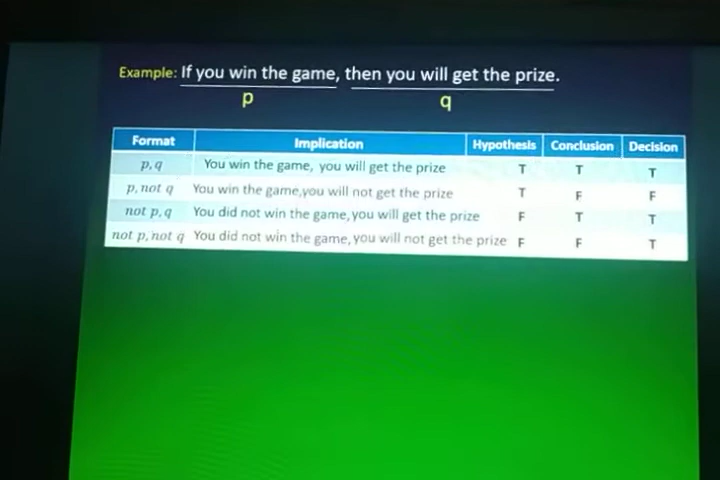 Example: If you win the game, then you will get the prize.
p q
Format Implication Hypothesis Conclusion Decision
p, q You win the game, you will get the prize T T T
p, not q You win the game,you will not get the prize T F F
not p, q You did not win the game, you will get the prize F T T
not p, not q You did not win the game, you will not get the prize F F T